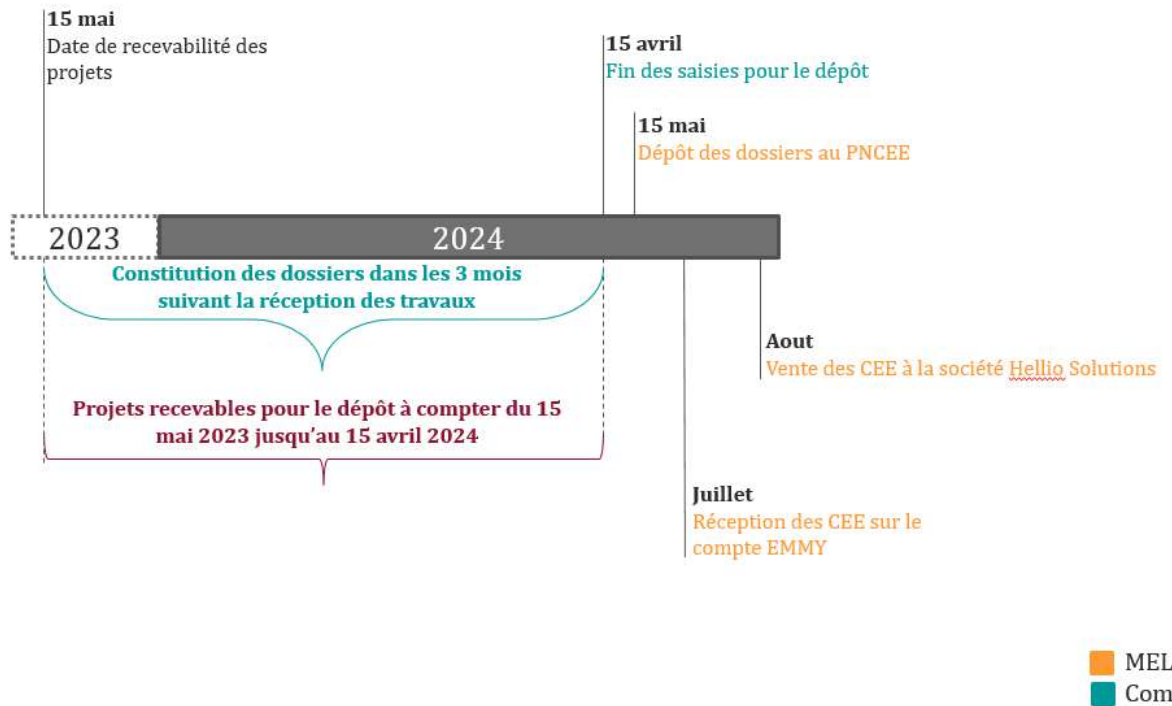 15 mai
Date de recevabilité des
projets
15 avril
Fin des saisies pour le dépôt
15 mai
Dépôt des dossiers au PNCEE
2023
2024
Constitution des dossiers dans les 3 mois
suivant la réception des travaux
Aout
Vente des CEE à la société Hellio Solutions
Projets recevables pour le dépôt à compter du 15
mai 2023 jusqu'au 15 avril 2024
Juillet
Réception des CEE sur le
compte EMMY
MEL
Com